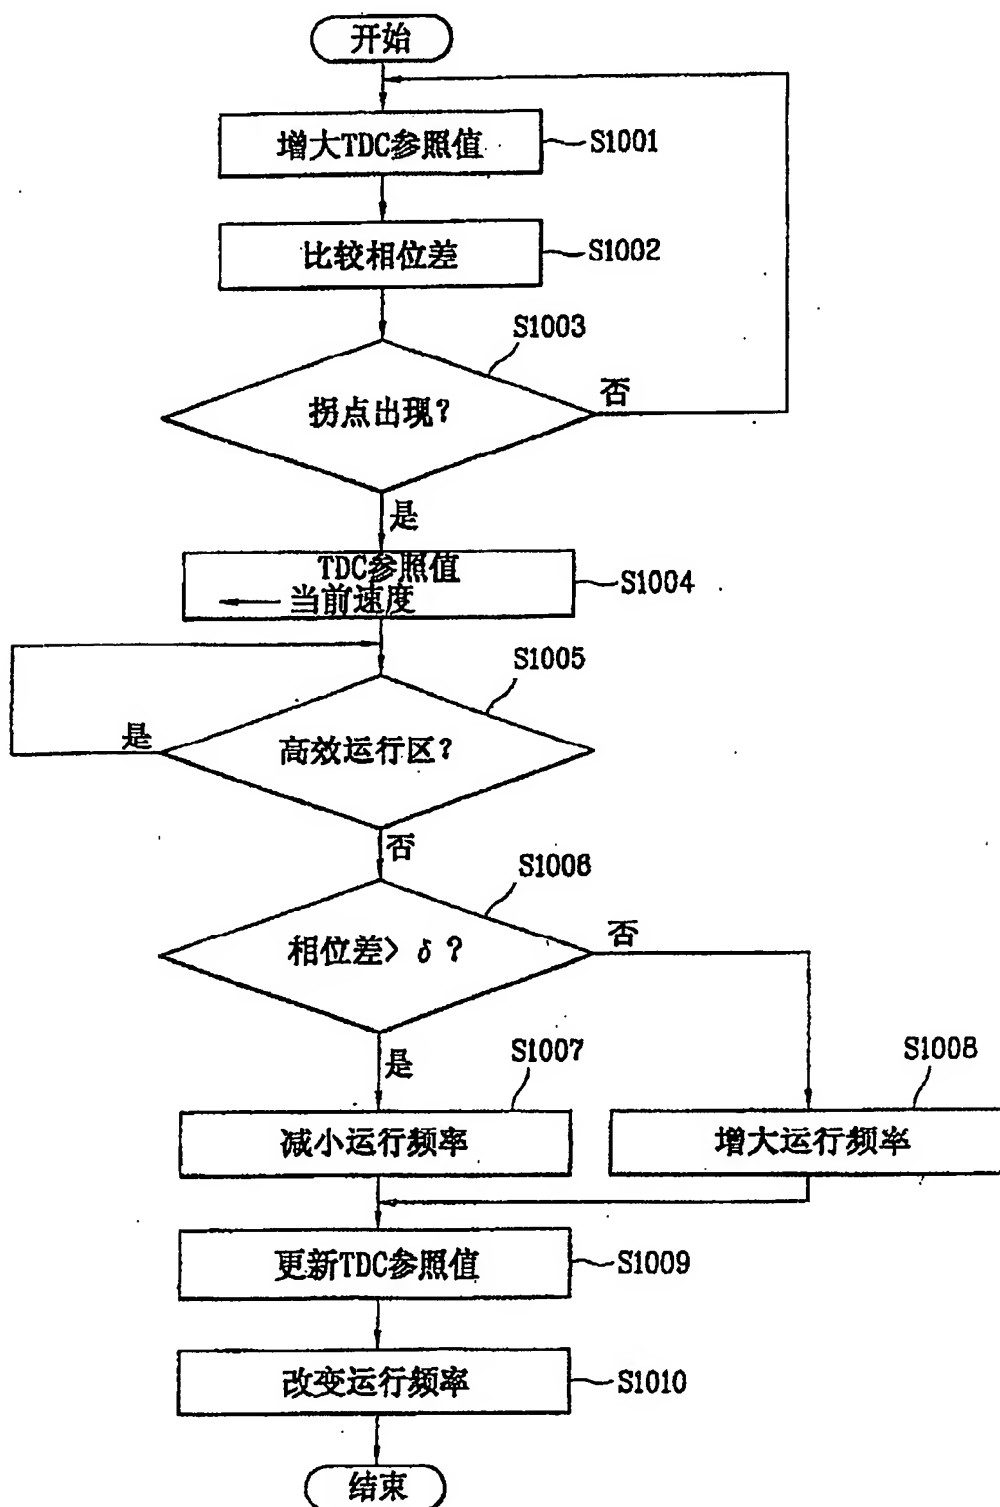 开始
增大TDC参照值
S1001
比较相位差
S1002
S1003
拐点出现?
否
是
TDC参照值
当前速度
S1004
S1005
高效运行区?
是
否
S1006
相位差> δ ?
否
是
S1007
S1008
减小运行频率
增大运行频率
更新TDC参照值
S1009
改变运行频率
S1010
结束